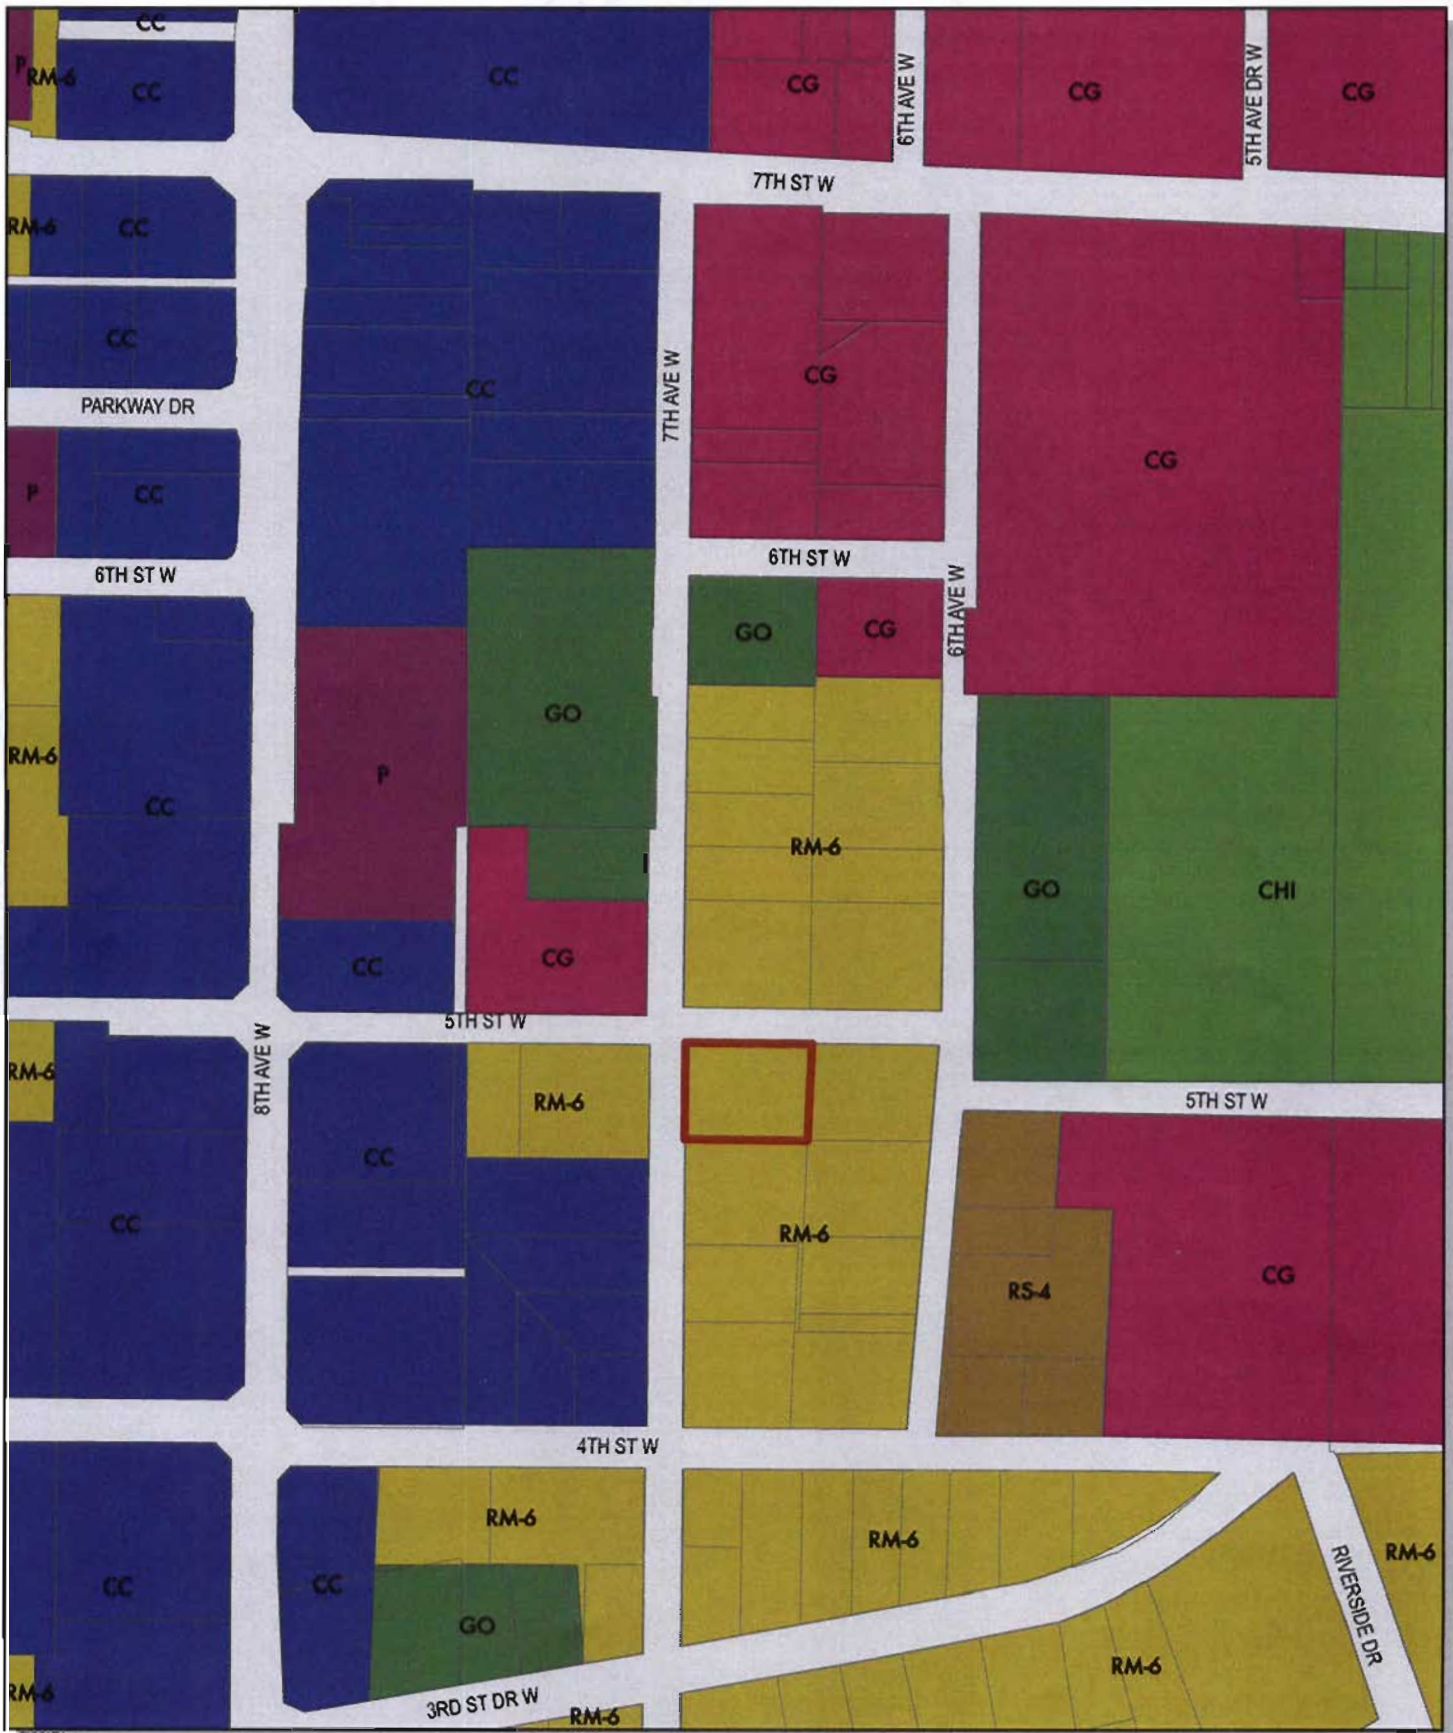 CC
P
RM-6
CC
CC
CG
6TH AVE W
CG
5TH AVE DR W
CG
7TH ST W
RM-6
CC
CC
CC
7TH AVE W
CG
CG
PARKWAY DR
P
CC
6TH ST W
6TH ST W
6TH AVE W
GO
CG
GO
RM-6
P
CC
RM-6
GO
CHI
CC
CG
5TH ST W
8TH AVE W
RM-6
RM-6
5TH ST W
CC
CC
RM-6
RS-4
CG
4TH ST W
RM-6
RM-6
RM-6
CC
CC
GO
RIVERSIDE DR
RM-6
RM-6
3RD ST DR W
RM-6